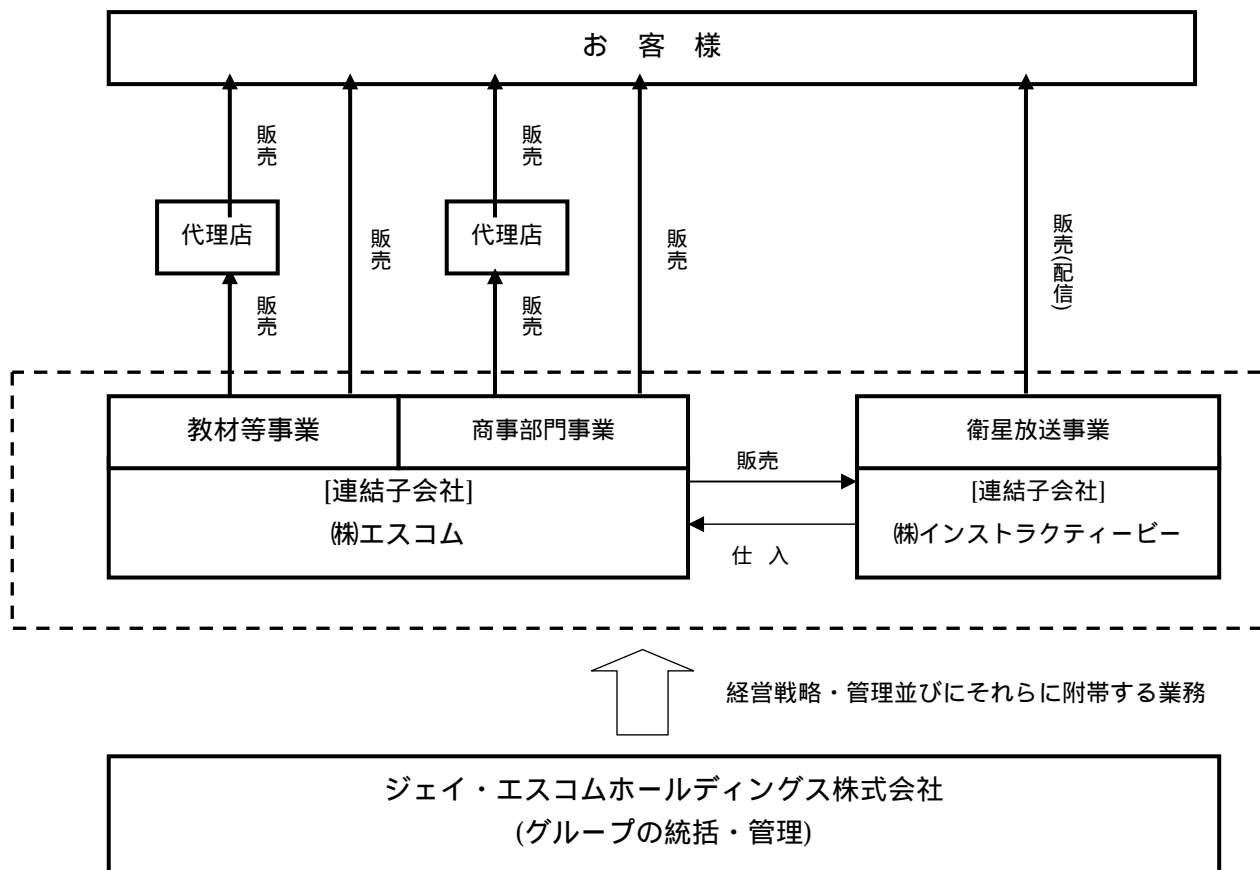 お 客 様
販売
販売
代理店
販売
代理店
販売
販売(配信)
販売
販売
教材等事業
商事部門事業
衛星放送事業
[連結子会社]
㈱エスコム
販売
仕 入
[連結子会社]
㈱インストラクティービー
経営戦略・管理並びにそれらに附帯する業務
ジェイ・エスコムホールディングス株式会社
(グループの統括・管理)